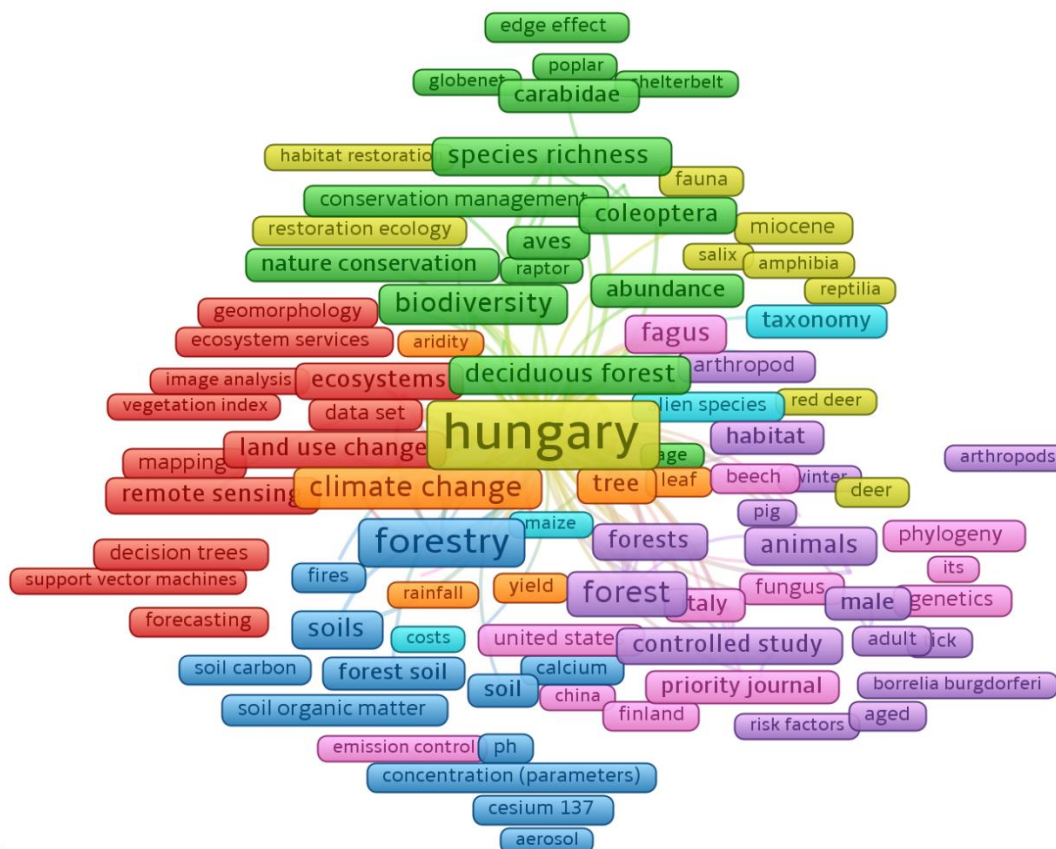 edge effect
poplar
globenet
shelterbelt
carabidae
habitat restoration
species richness
fauna
conservation management
coleoptera
restoration ecology
miocene
aves
salix
amphibia
nature conservation
raptor
abundance
reptilia
biodiversity
geomorphology
taxonomy
ecosystem services
aridity
fagus
arthropod
image analysis
ecosystems
deciduous forest
vegetation index
data set
alien species
red deer
hungary
habitat
land use change
age
arthropods
mapping
climate change
tree
leaf
beech
winter
remote sensing
deer
pig
maize
forestry
forests
animals
phylogeny
decision trees
its
support vector machines
fires
rainfall
yield
forest
fungus
italy
male
genetics
forecasting
soils
costs
united states
controlled study
adult
tick
soil carbon
forest soil
calcium
soil
china
priority journal
borrelia burgdorferi
soil organic matter
finland
risk factors
aged
emission control
ph
concentration (parameters)
cesium 137
aerosol